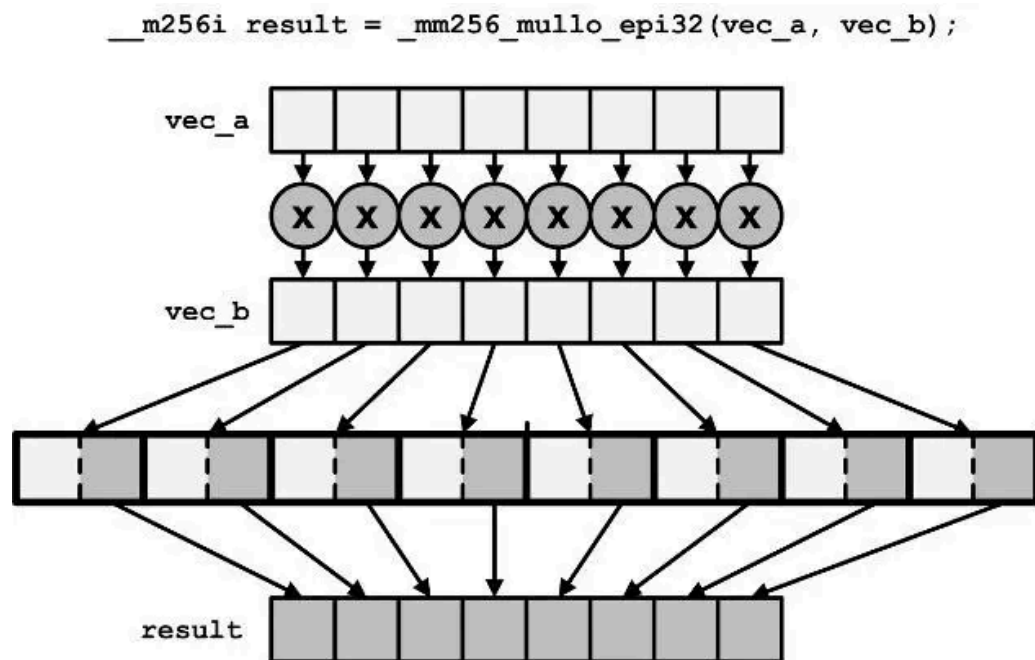 __m256i result = _mm256_mullo_epi32(vec_a, vec_b);
vec_a
x x x x x x x x
vec_b
result